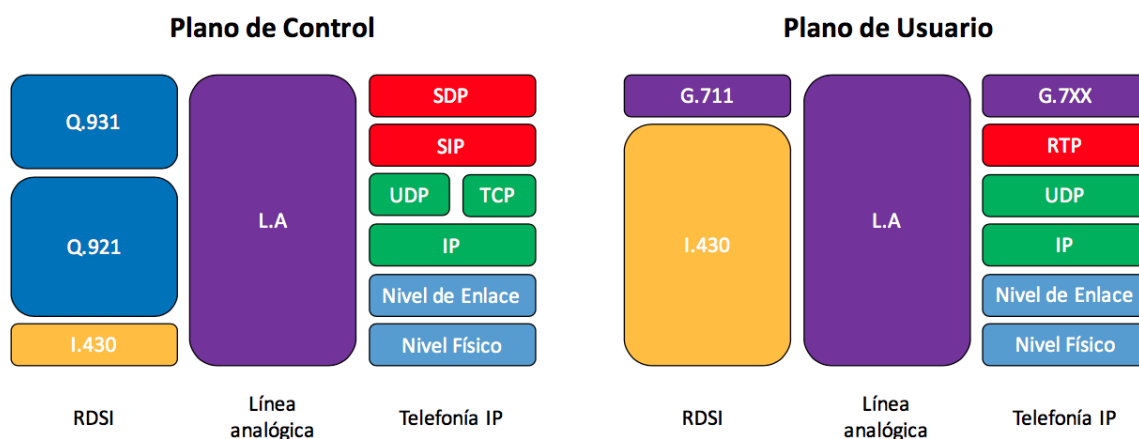 Plano de Control
Q.931
Q.921
I.430
L.A
SDP
SIP
UDP
TCP
IP
Nivel de Enlace
Nivel Físico
RDSI
Línea
analógica
Telefonía IP
Plano de Usuario
G.711
I.430
L.A
G.7XX
RTP
UDP
IP
Nivel de Enlace
Nivel Físico
RDSI
Línea
analógica
Telefonía IP